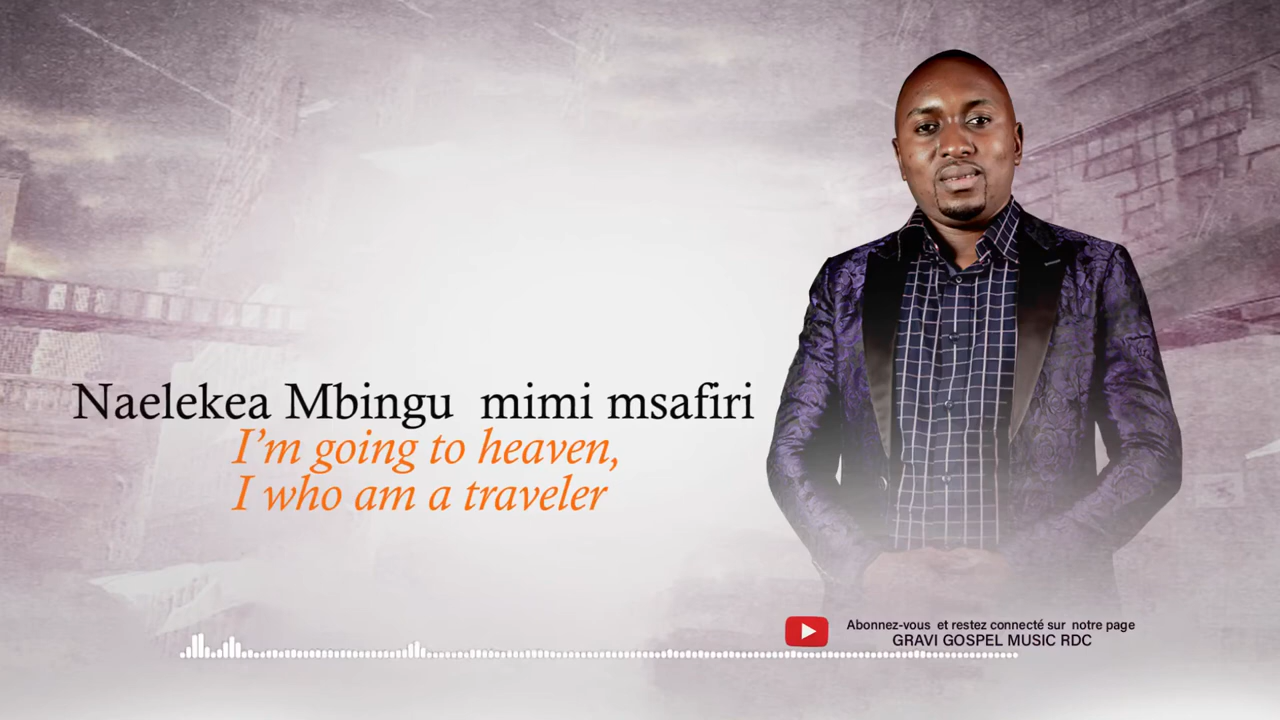 Naelekea Mbingu mimi msafiri
I'm going to heaven,
I who am a traveler
Abonnez-vous et restez connecté sur notre page
GRAVI GOSPEL MUSIC RDC